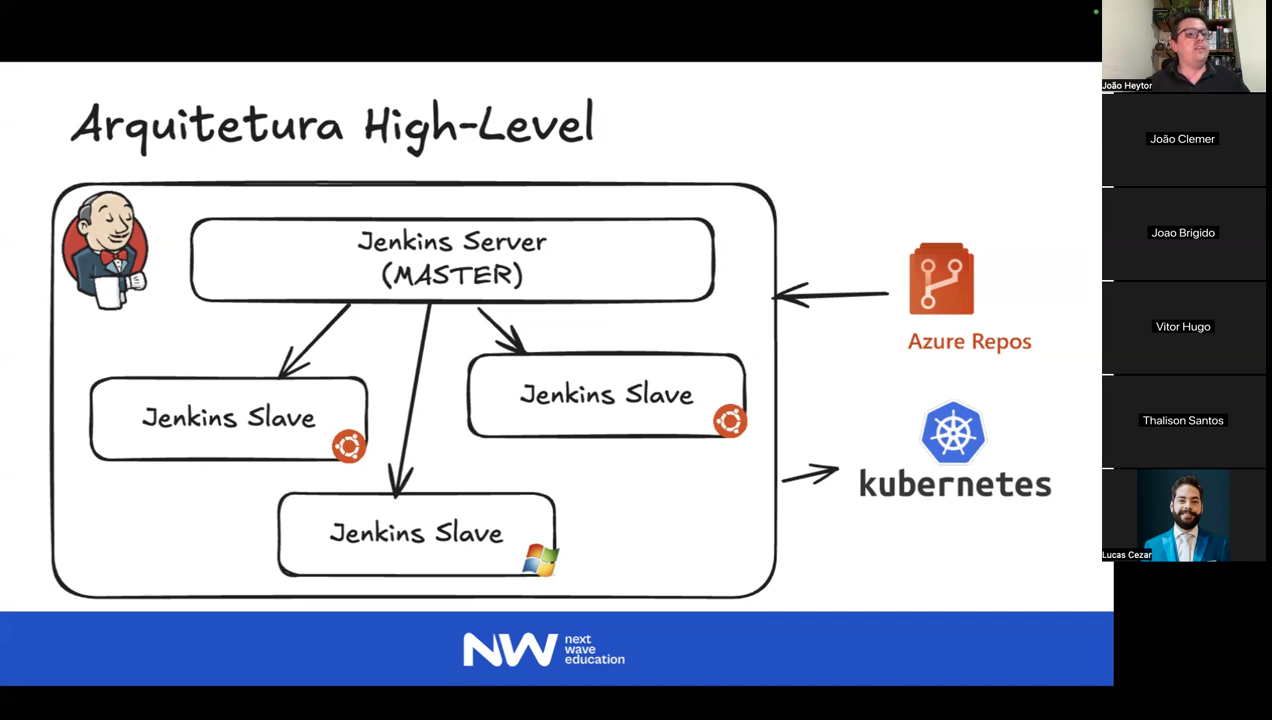 Arquitetura High-Level
Jenkins Server
(MASTER)
Jenkins Slave
Jenkins Slave
Jenkins Slave
Azure Repos
kubernetes
NW next
wave
education
João Heytor
João Clemer
Joao Brigido
Vitor Hugo
Thalison Santos
Lucas Cezar